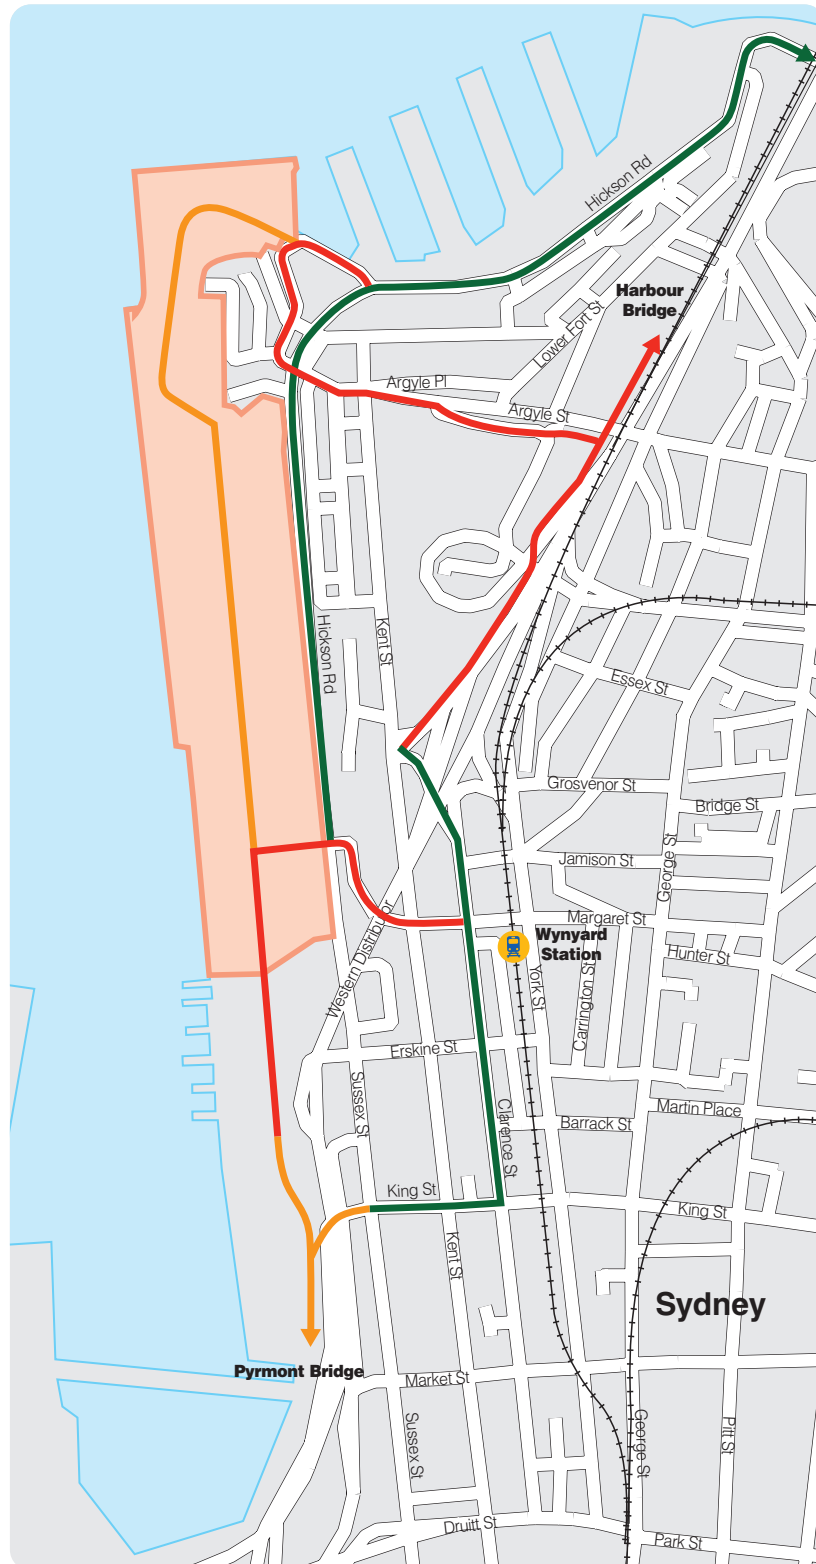 Hickson Rd
Harbour
Bridge
Lower Fort St
Argyle Pl
Argyle St
Hickson Rd
Kent St
Essex St
Grosvenor St
Bridge St
George St
Jamison St
Margaret St
Western Distributor
Wynyard
Station
Hunter St
York St
Carrington St
Erskine St
Sussex St
Clarence St
Martin Place
Barrack St
King St
King St
Kent St
Sydney
Pyrmont Bridge
Market St
Sussex St
George St
Pitt St
Druitt St
Park St